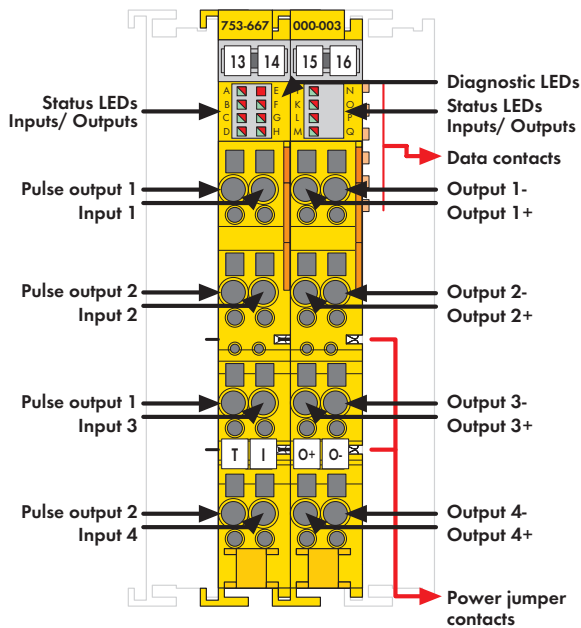 753-667 000-003
13 14 15 16
A E I N
B F K O
C G L P
D H M Q
Status LEDs
Inputs/ Outputs
Diagnostic LEDs
Status LEDs
Inputs/ Outputs
Data contacts
Pulse output 1
Input 1
Output 1-
Output 1+
Pulse output 2
Input 2
Output 2-
Output 2+
Pulse output 1
Input 3
Output 3-
Output 3+
T I O+ O-
Pulse output 2
Input 4
Output 4-
Output 4+
Power jumper
contacts